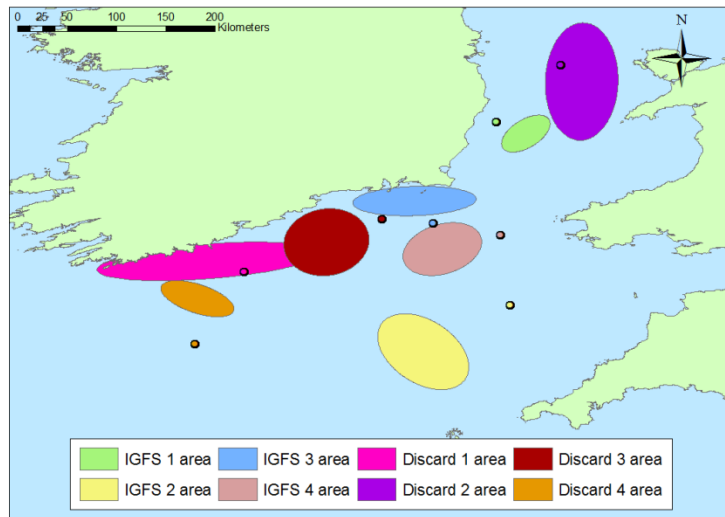 0 25 50 100 150 200
Kilometers
N
IGFS 1 area IGFS 3 area Discard 1 area Discard 3 area
IGFS 2 area IGFS 4 area Discard 2 area Discard 4 area